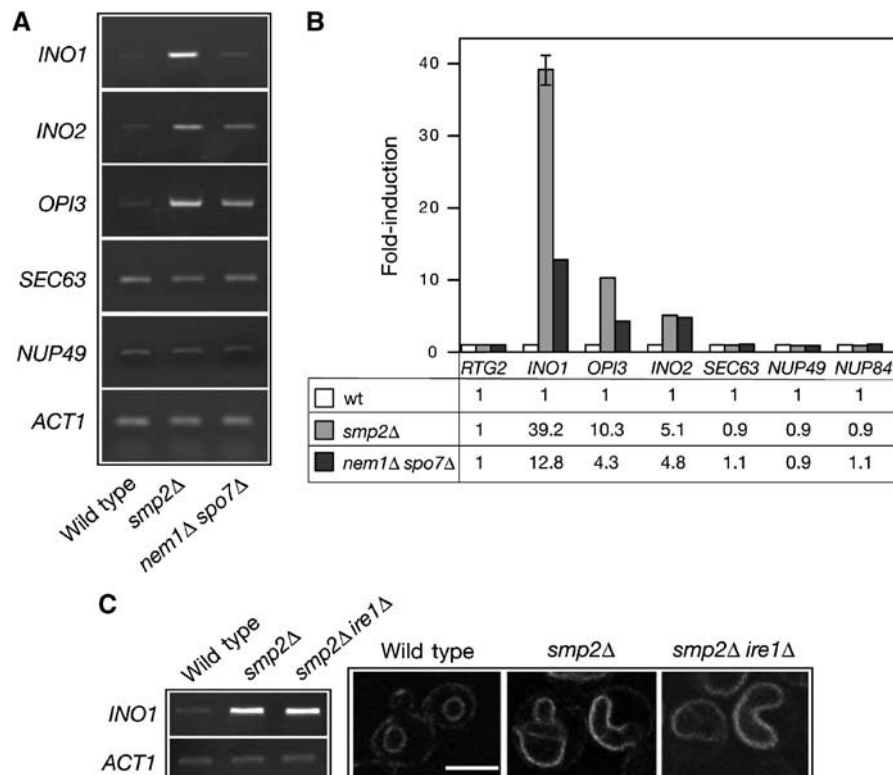 A
INO1
INO2
OPI3
SEC63
NUP49
ACT1
Wild type
smp2Δ
nem1Δ spo7Δ
B
Fold-induction
40
30
20
10
0
RTG2 INO1 OPI3 INO2 SEC63 NUP49 NUP84
wt 1 1 1 1 1 1 1
smp2Δ 1 39.2 10.3 5.1 0.9 0.9 0.9
nem1Δ spo7Δ 1 12.8 4.3 4.8 1.1 0.9 1.1
C
Wild type
smp2Δ
smp2Δ ire1Δ
INO1
ACT1
Wild type smp2Δ smp2Δ ire1Δ